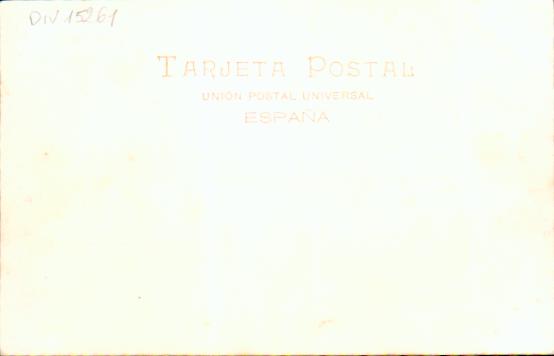 DIV 15261
TARJETA POSTAL
UNIÓN POSTAL UNIVERSAL
ESPAÑA